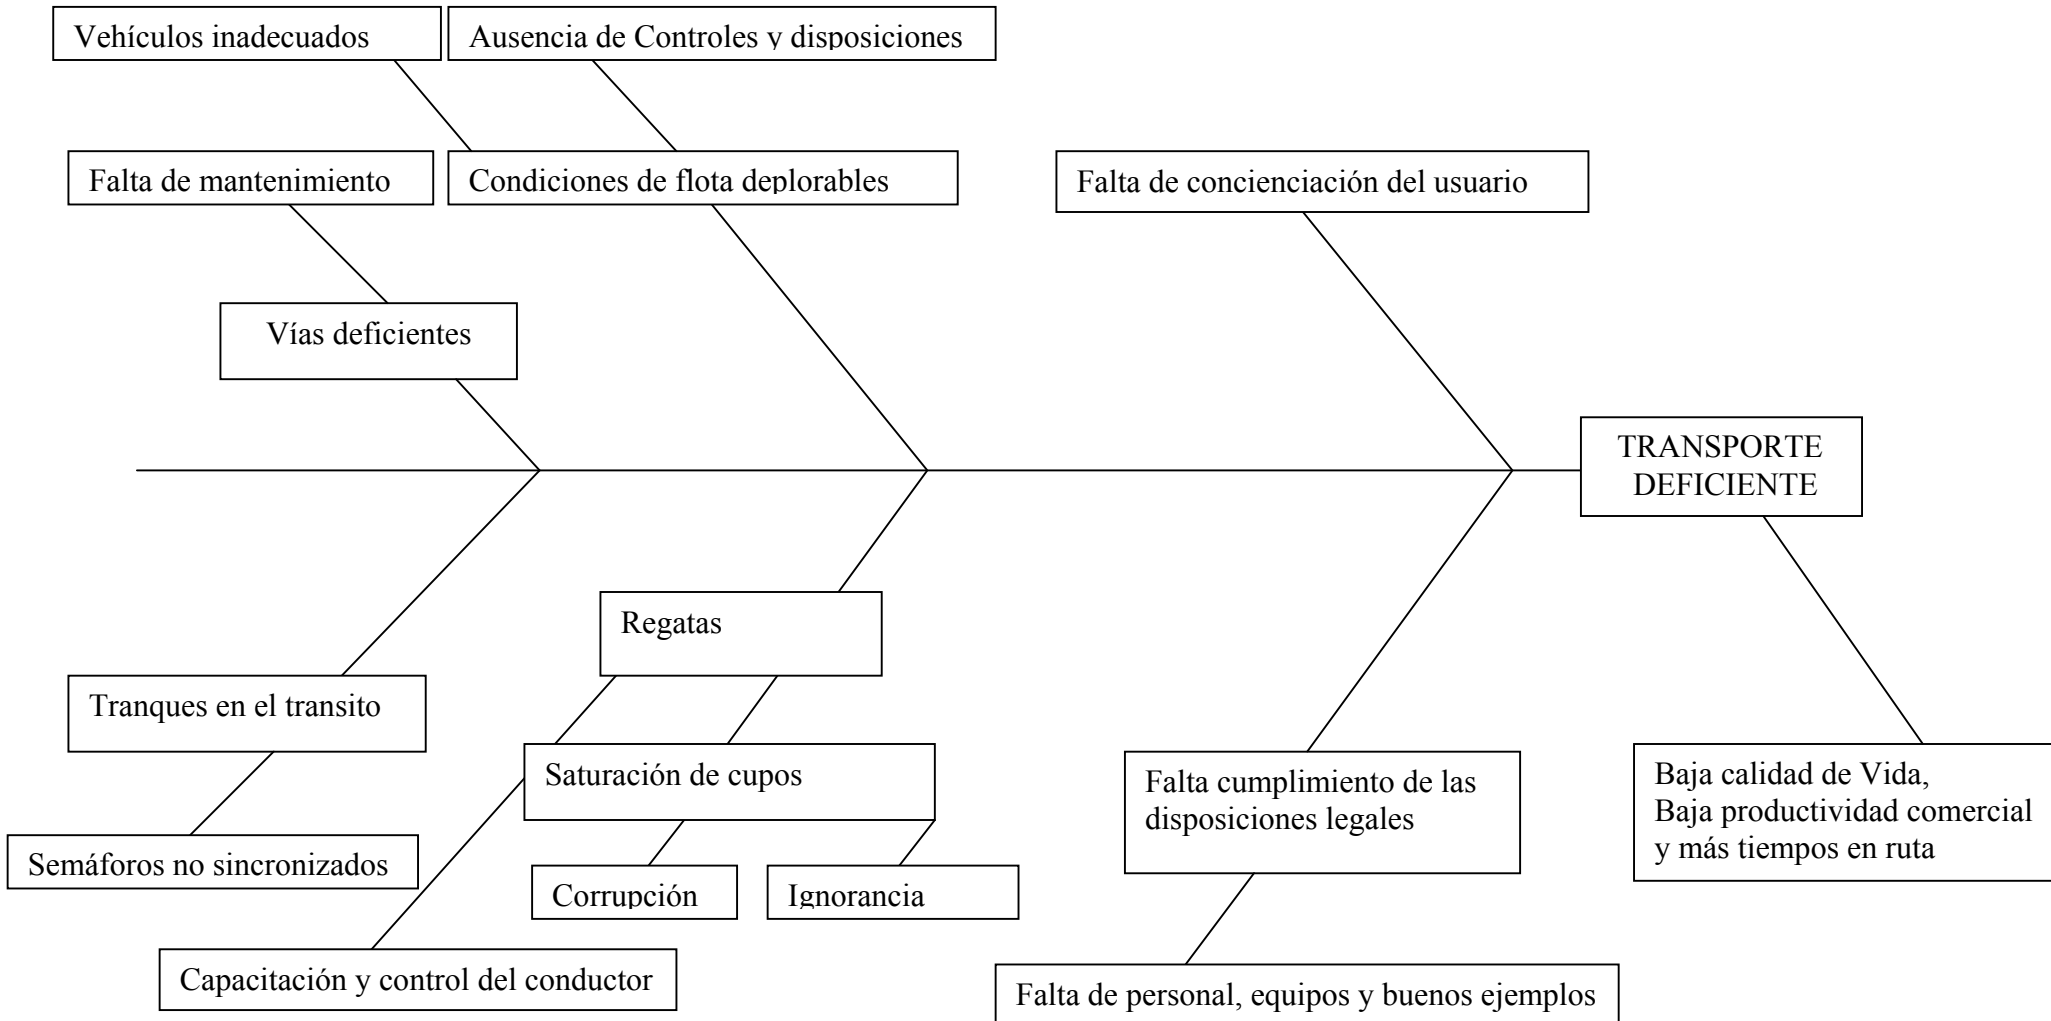 Vehículos inadecuados
Ausencia de Controles y disposiciones
Falta de mantenimiento
Condiciones de flota deplorables
Falta de concienciación del usuario
Vías deficientes
TRANSPORTE
DEFICIENTE
Regatas
Tranques en el transito
Saturación de cupos
Falta cumplimiento de las
disposiciones legales
Baja calidad de Vida,
Baja productividad comercial
y más tiempos en ruta
Semáforos no sincronizados
Corrupción
Ignorancia
Capacitación y control del conductor
Falta de personal, equipos y buenos ejemplos